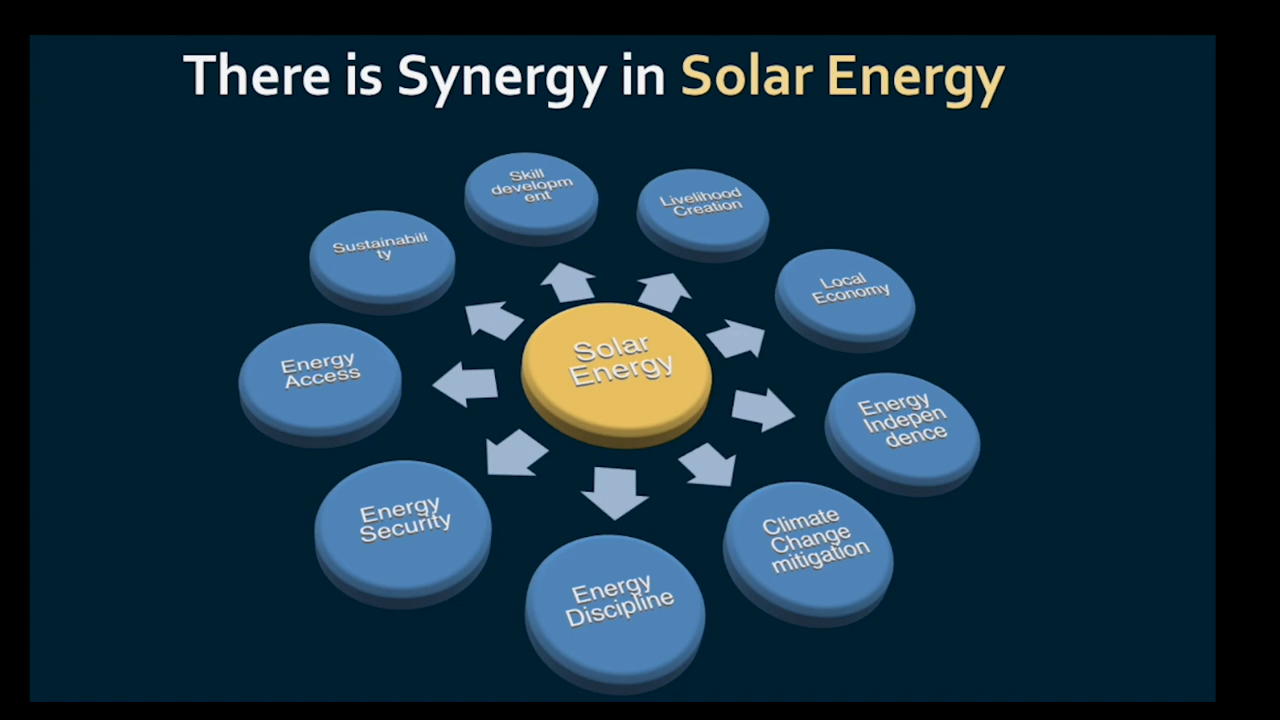 There is Synergy in Solar Energy
Skill
developm
ent
Livelihood
Creation
Sustainabili
ty
Local
Economy
Solar
Energy
Energy
Access
Energy
Indepen
dence
Energy
Security
Climate
Change
mitigation
Energy
Discipline